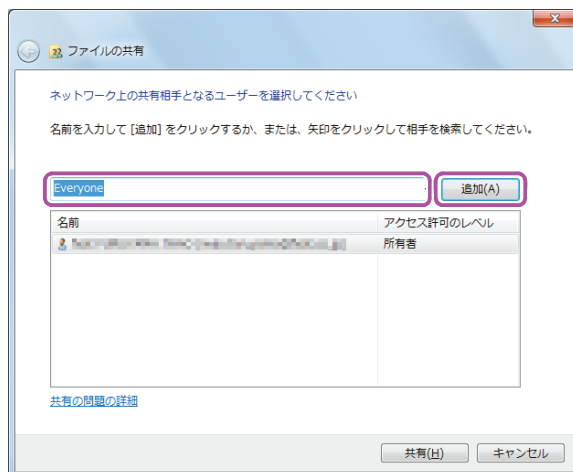 ファイルの共有
ネットワーク上の共有相手となるユーザーを選択してください
名前を入力して [追加] をクリックするか、または、矢印をクリックして相手を検索してください。
Everyone 追加(A)
名前 アクセス許可のレベル
所有者
共有の問題の詳細
共有(H) キャンセル